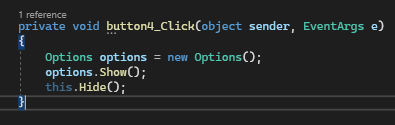 1 reference
private void button4_Click(object sender, EventArgs e)
{
Options options = new Options();
options.Show();
this.Hide();
}